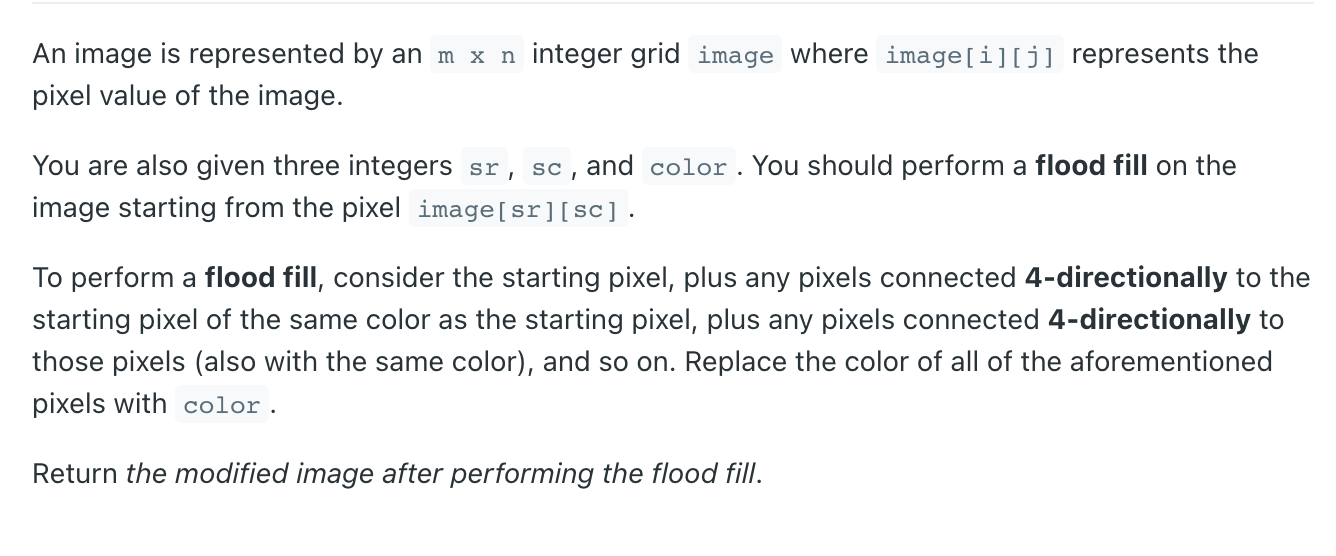 An image is represented by an m x n integer grid image where image[i][j] represents the
pixel value of the image.
You are also given three integers sr, sc, and color. You should perform a flood fill on the
image starting from the pixel image[sr][sc].
To perform a flood fill, consider the starting pixel, plus any pixels connected 4-directionally to the
starting pixel of the same color as the starting pixel, plus any pixels connected 4-directionally to
those pixels (also with the same color), and so on. Replace the color of all of the aforementioned
pixels with color.
Return the modified image after performing the flood fill.